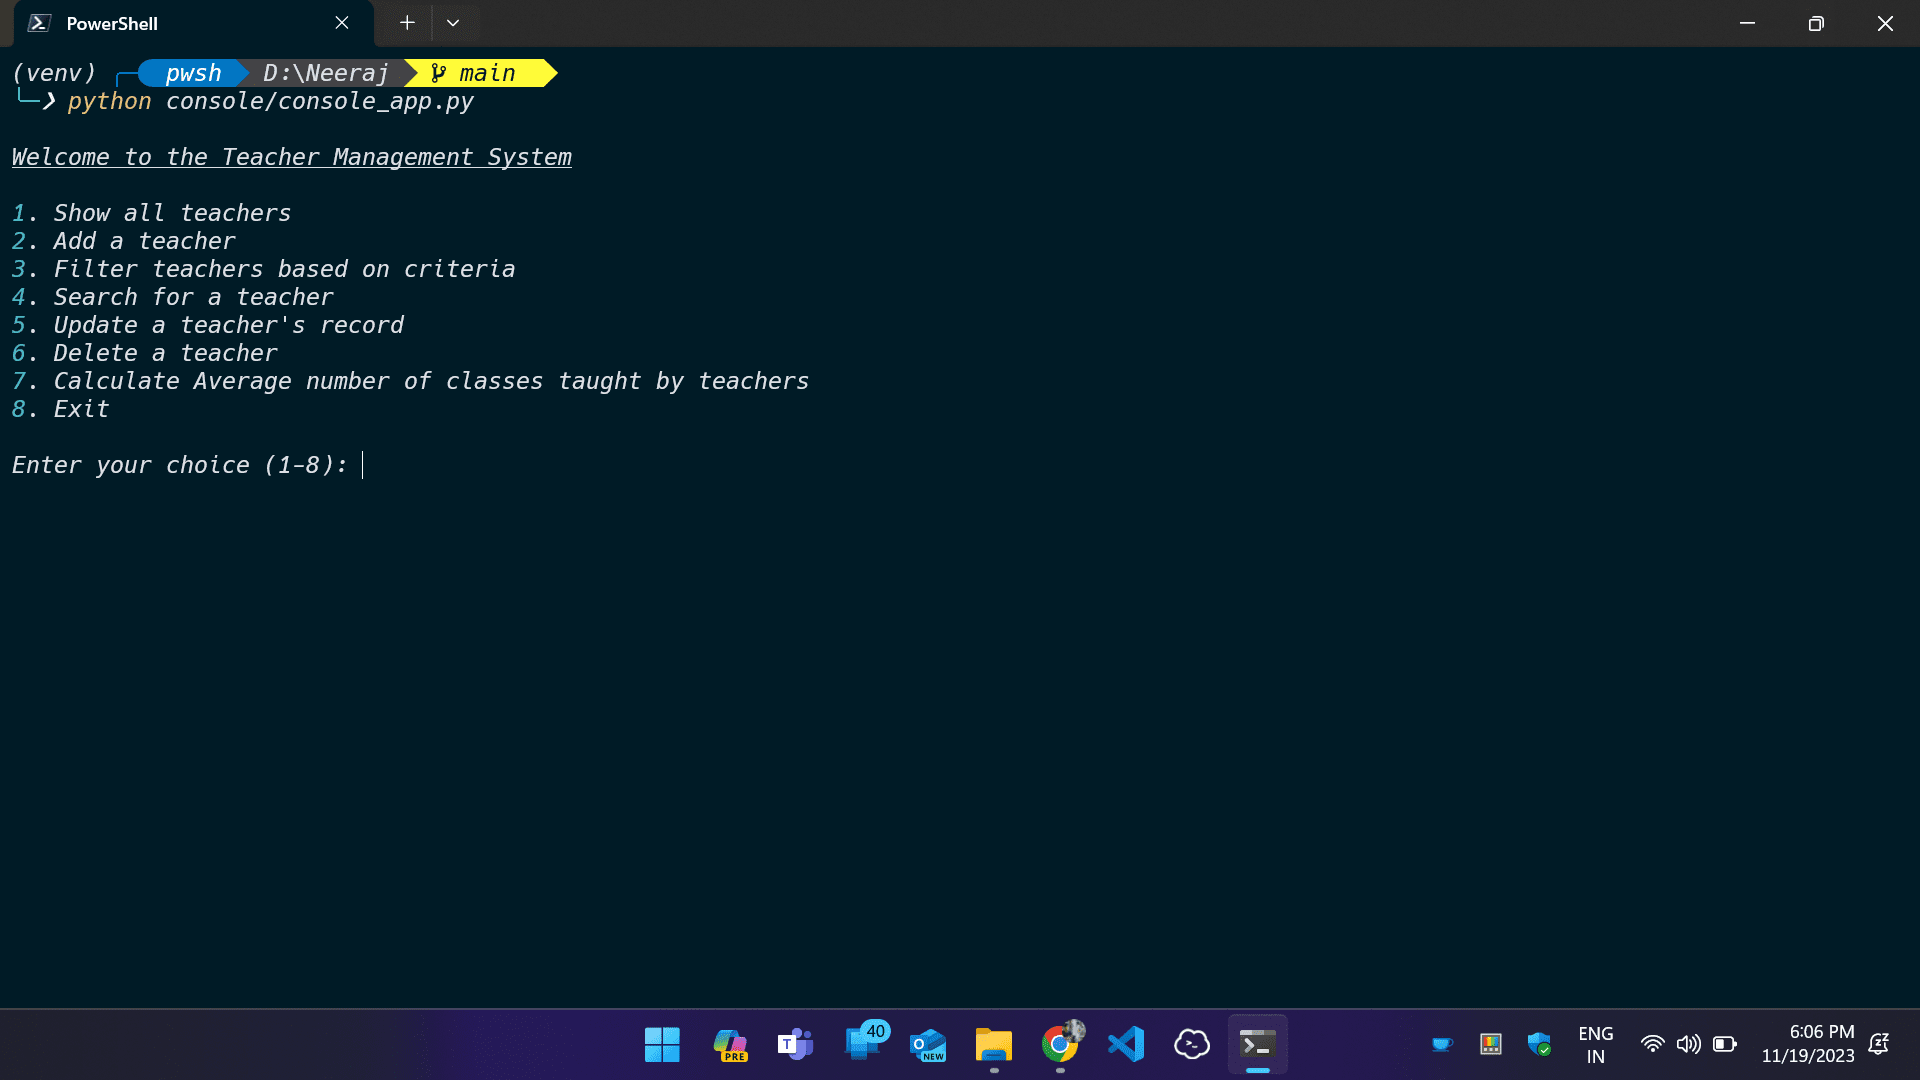 PowerShell
(venv) pwsh D:\Neeraj main
❯ python console/console_app.py
Welcome to the Teacher Management System
1. Show all teachers
2. Add a teacher
3. Filter teachers based on criteria
4. Search for a teacher
5. Update a teacher's record
6. Delete a teacher
7. Calculate Average number of classes taught by teachers
8. Exit
Enter your choice (1-8):
PRE
T
40
O
NEW
ENG
IN
6:06 PM
11/19/2023